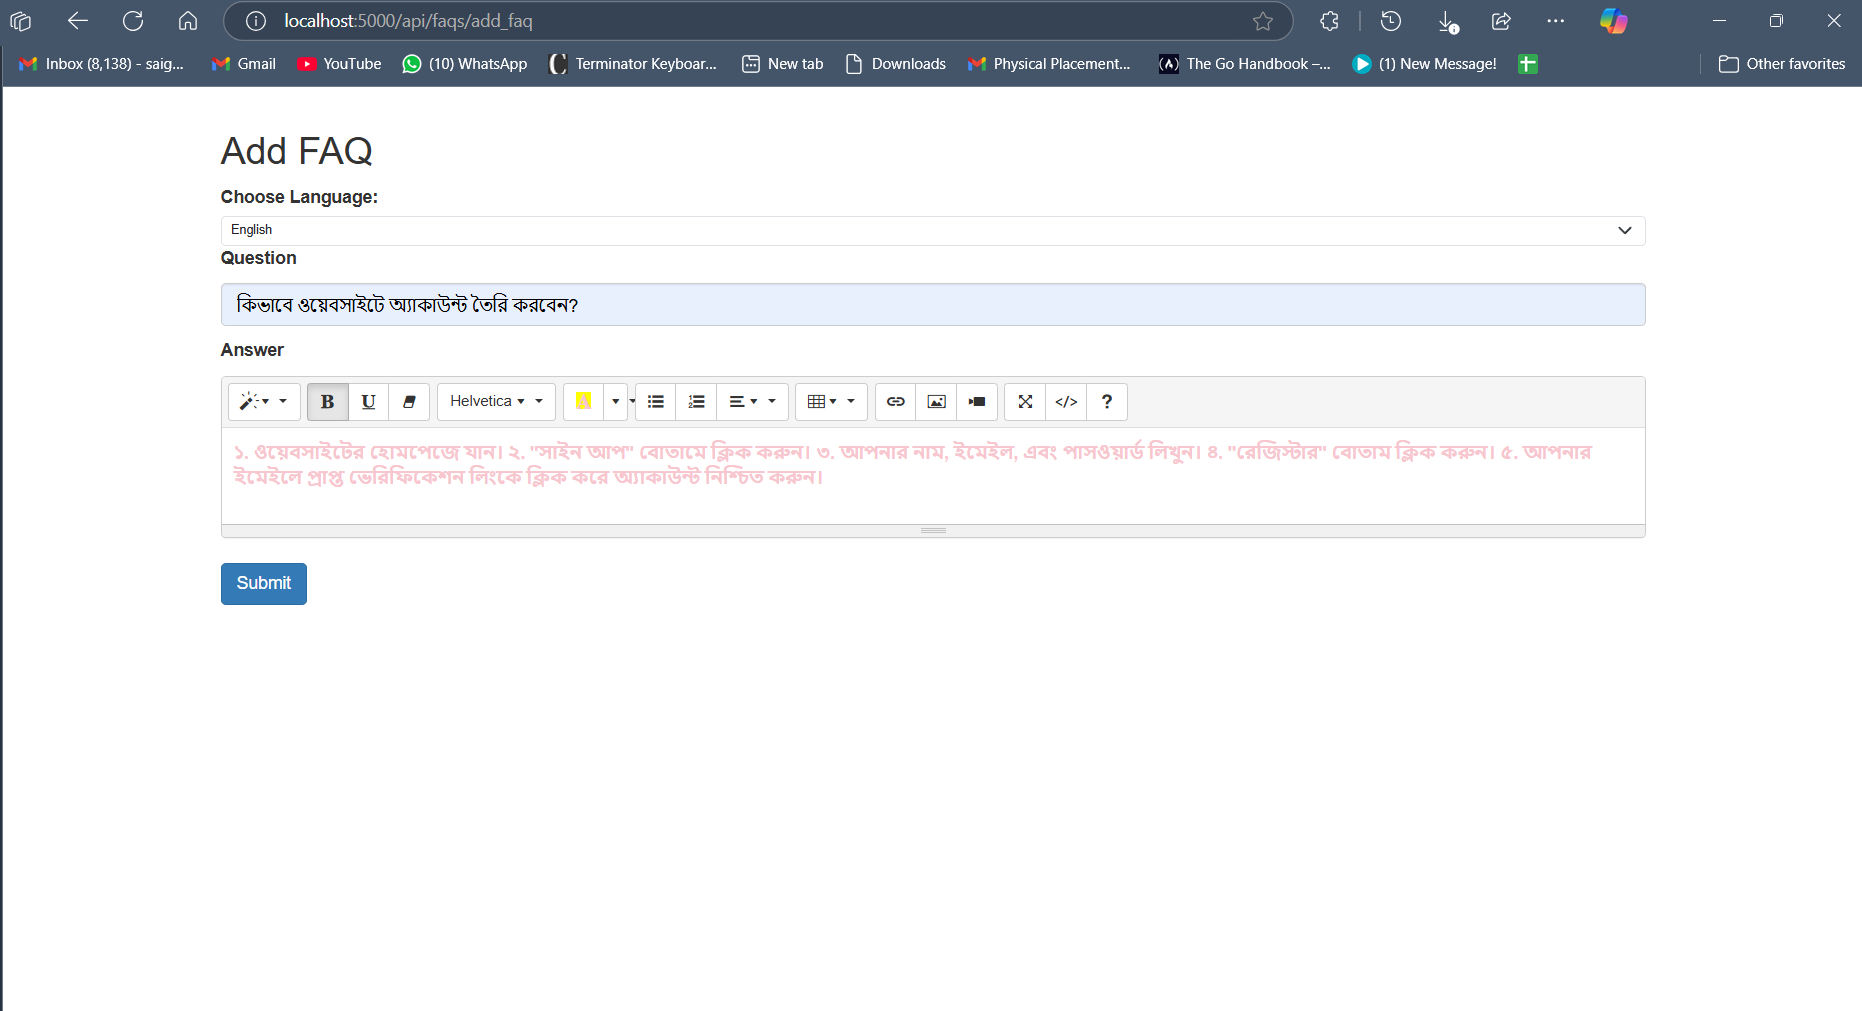 localhost:5000/api/faqs/add_faq
Inbox (8,138) - saig... Gmail YouTube (10) WhatsApp Terminator Keyboar... New tab Downloads Physical Placement... The Go Handbook –... (1) New Message! Other favorites
Add FAQ
Choose Language:
English
Question
কিভাবে ওয়েবসাইটে অ্যাকাউন্ট তৈরি করবেন?
Answer
B U Helvetica A </> ?
১. ওয়েবসাইটের হোমপেজে যান। ২. "সাইন আপ" বোতামে ক্লিক করুন। ৩. আপনার নাম, ইমেইল, এবং পাসওয়ার্ড লিখুন। ৪. "রেজিস্টার" বোতাম ক্লিক করুন। ৫. আপনার
ইমেইলে প্রাপ্ত ভেরিফিকেশন লিংকে ক্লিক করে অ্যাকাউন্ট নিশ্চিত করুন।
Submit